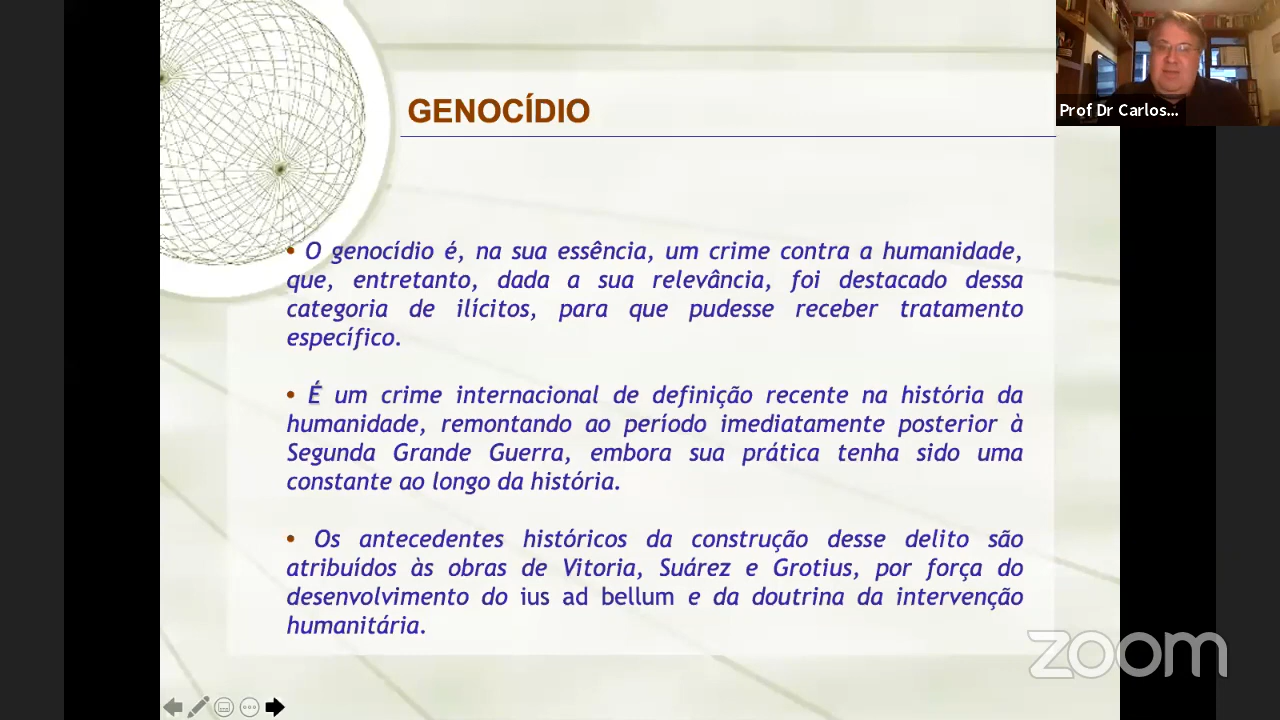 GENOCÍDIO
Prof Dr Carlos...
• O genocídio é, na sua essência, um crime contra a humanidade,
que, entretanto, dada a sua relevância, foi destacado dessa
categoria de ilícitos, para que pudesse receber tratamento
específico.
• É um crime internacional de definição recente na história da
humanidade, remontando ao período imediatamente posterior à
Segunda Grande Guerra, embora sua prática tenha sido uma
constante ao longo da história.
• Os antecedentes históricos da construção desse delito são
atribuídos às obras de Vitoria, Suárez e Grotius, por força do
desenvolvimento do ius ad bellum e da doutrina da intervenção
humanitária.
zoom